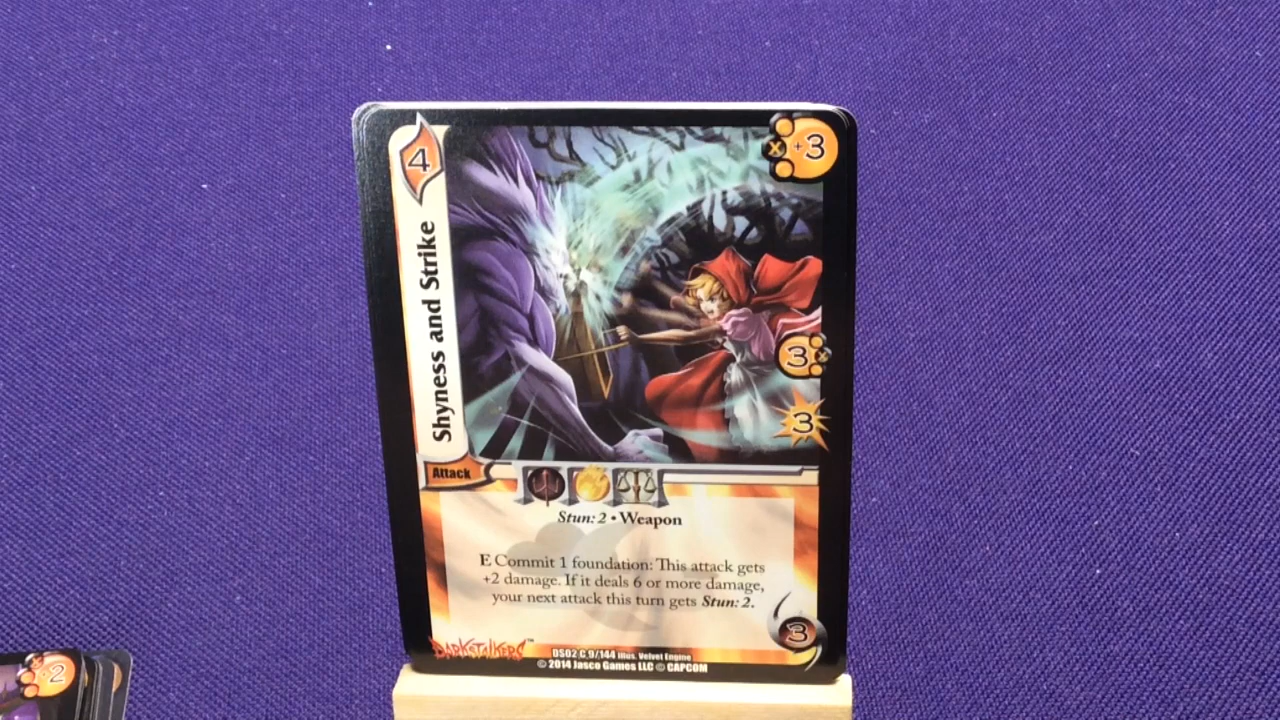 4
+3
Shyness and Strike
3
3
Attack
Stun: 2 • Weapon
E Commit 1 foundation: This attack gets
+2 damage. If it deals 6 or more damage,
your next attack this turn gets Stun: 2.
3
DARKSTALKERS™
DS02 C 9/144 Illus. Velvet Engine
© 2014 Jasco Games LLC © CAPCOM
-2